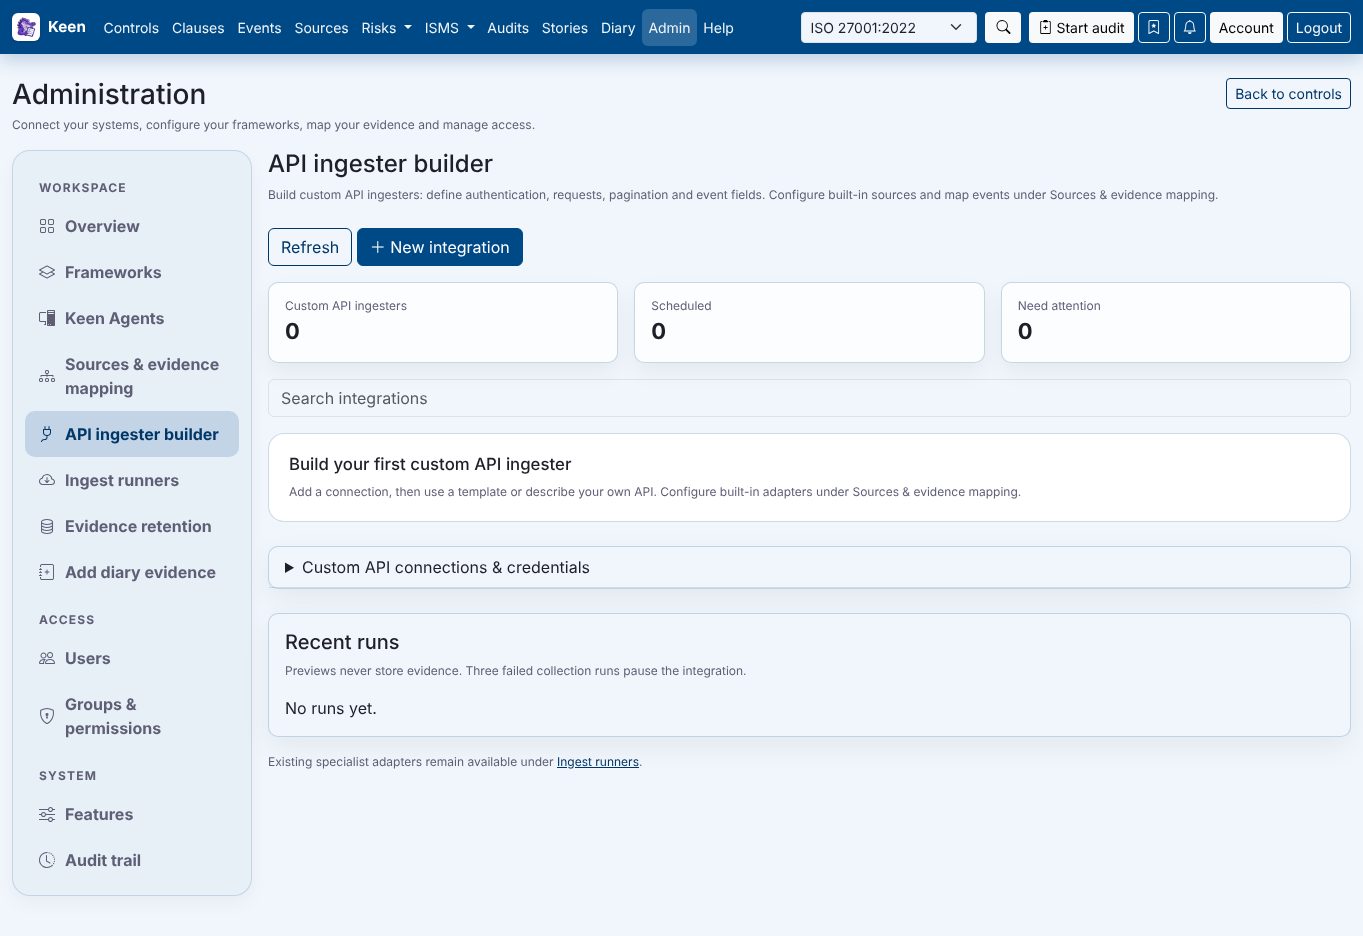 Keen Controls Clauses Events Sources Risks ISMS Audits Stories Diary Admin Help ISO 27001:2022 Start audit Account Logout
Administration
Back to controls
Connect your systems, configure your frameworks, map your evidence and manage access.
WORKSPACE
Overview
Frameworks
Keen Agents
Sources & evidence
mapping
API ingester builder
Ingest runners
Evidence retention
Add diary evidence
ACCESS
Users
Groups &
permissions
SYSTEM
Features
Audit trail
API ingester builder
Build custom API ingesters: define authentication, requests, pagination and event fields. Configure built-in sources and map events under Sources & evidence mapping.
Refresh
New integration
Custom API ingesters
0
Scheduled
0
Need attention
0
Search integrations
Build your first custom API ingester
Add a connection, then use a template or describe your own API. Configure built-in adapters under Sources & evidence mapping.
Custom API connections & credentials
Recent runs
Previews never store evidence. Three failed collection runs pause the integration.
No runs yet.
Existing specialist adapters remain available under Ingest runners.